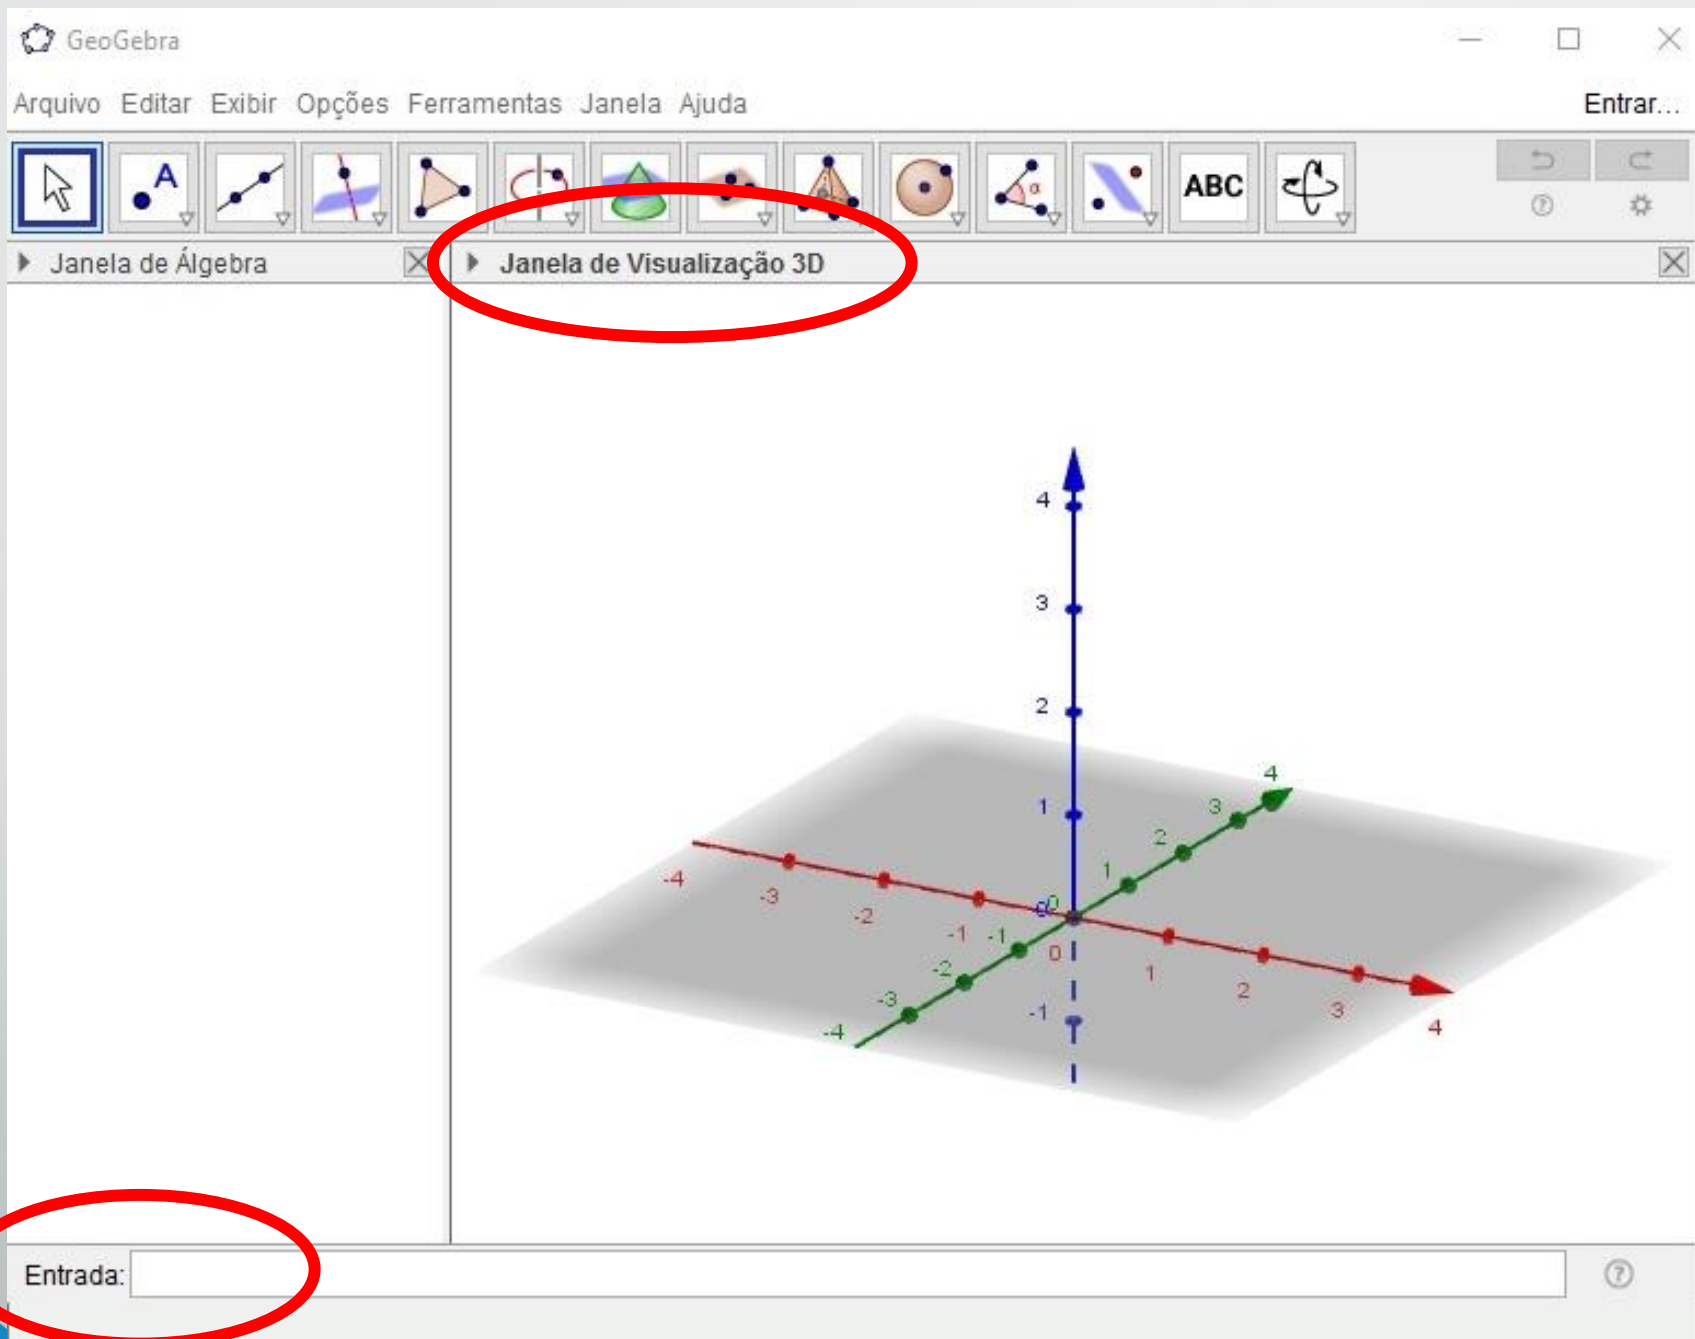 GeoGebra
Arquivo Editar Exibir Opções Ferramentas Janela Ajuda Entrar...
A α ABC
Janela de Álgebra Janela de Visualização 3D
4
3
2
4
1 3
2
-4 1
-3 0 0
-2
-1 -1 0 1
-2 2
-3 -1 3
-4 4
Entrada: